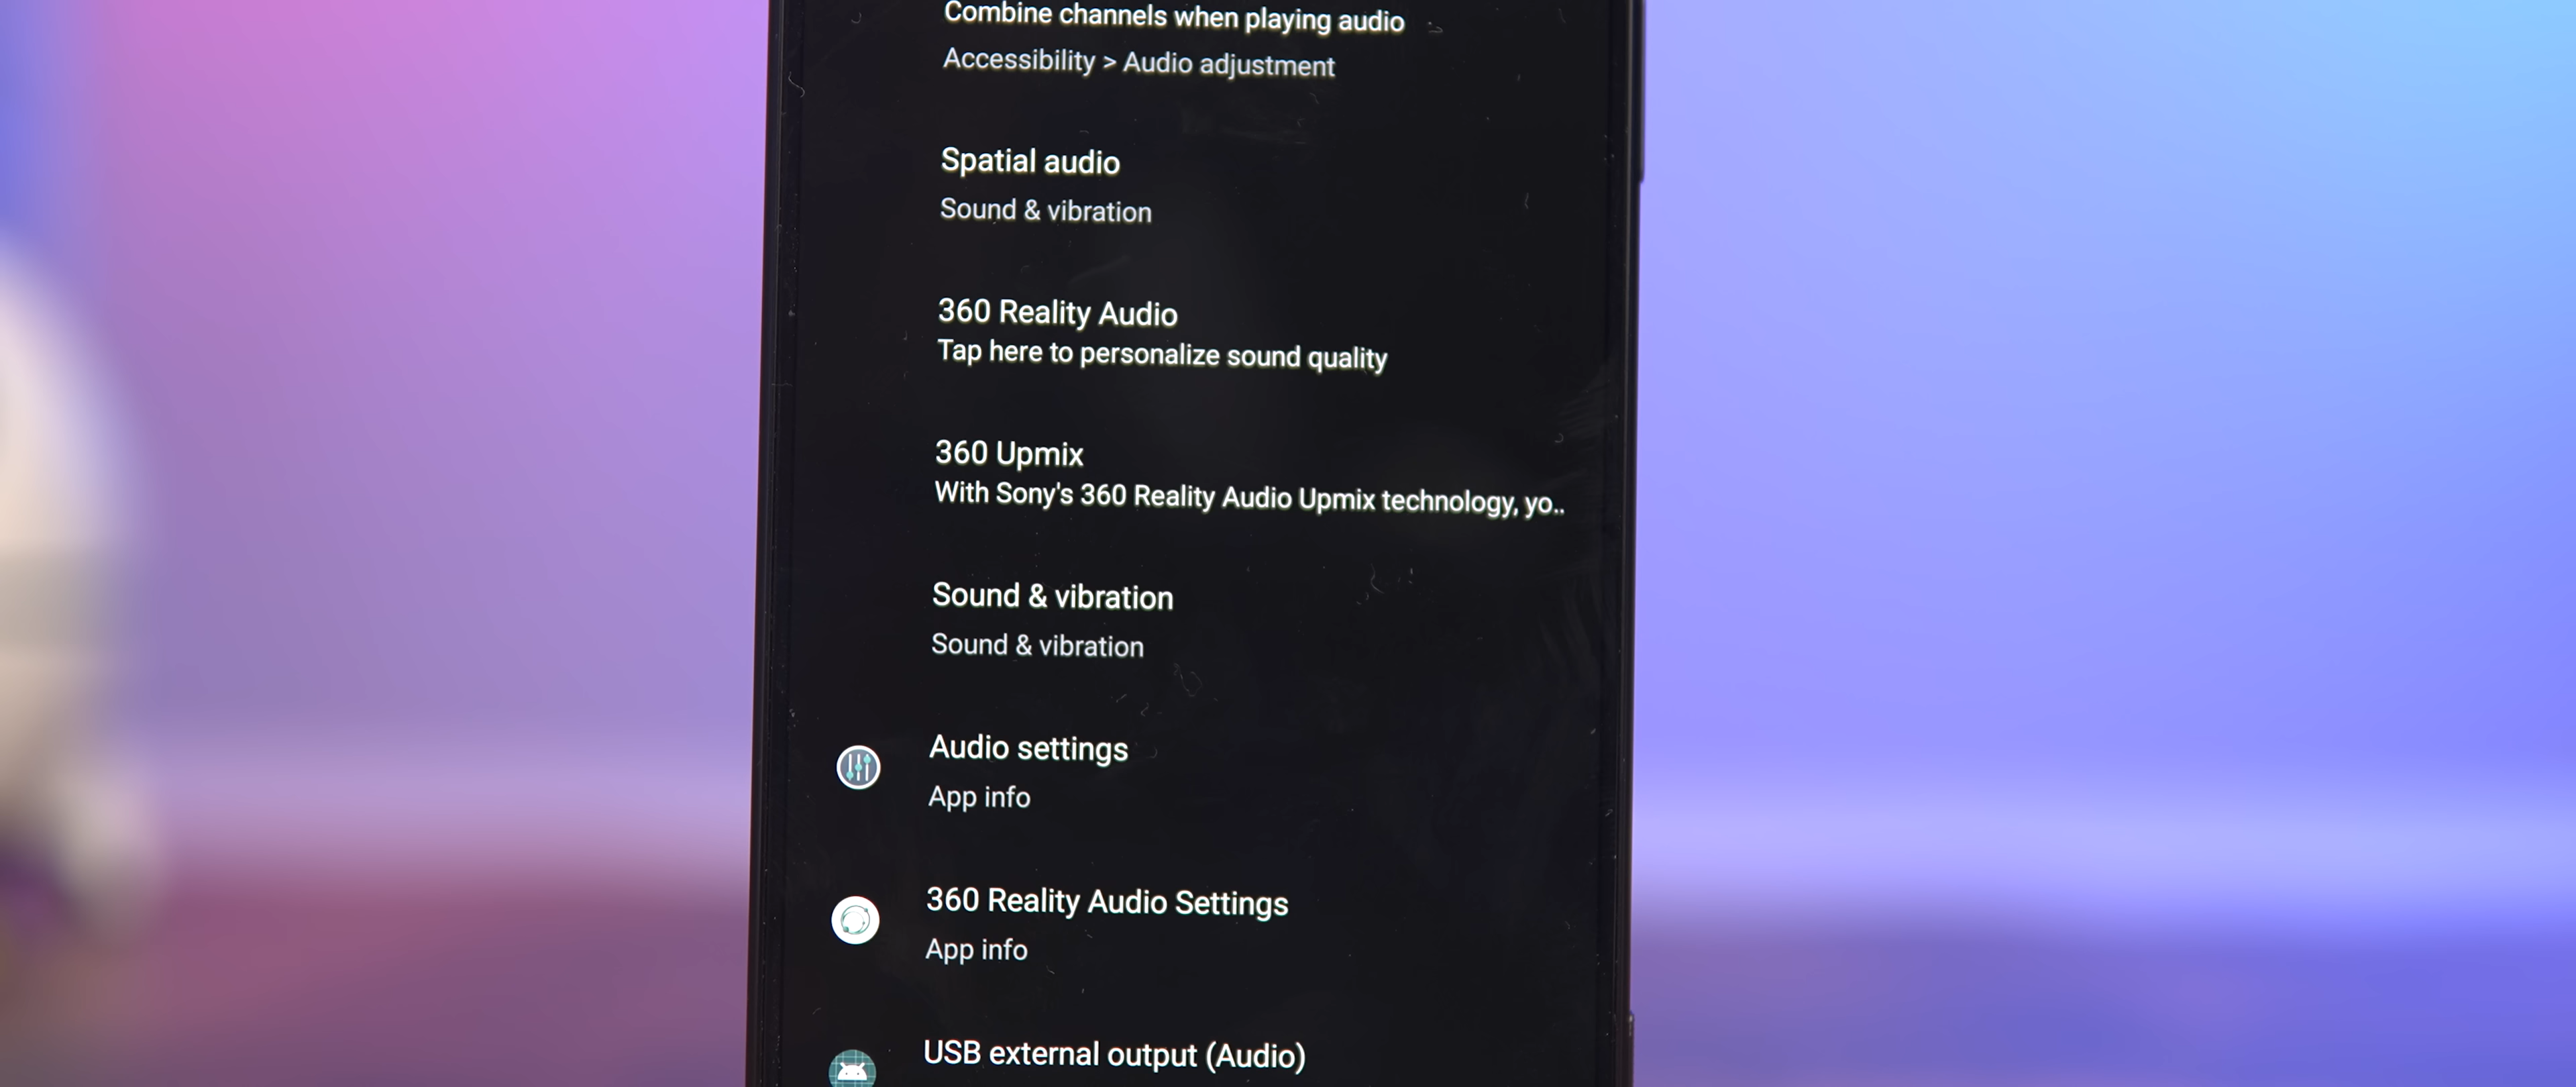 Combine channels when playing audio
Accessibility > Audio adjustment
Spatial audio
Sound & vibration
360 Reality Audio
Tap here to personalize sound quality
360 Upmix
With Sony's 360 Reality Audio Upmix technology, yo..
Sound & vibration
Sound & vibration
Audio settings
App info
360 Reality Audio Settings
App info
USB external output (Audio)